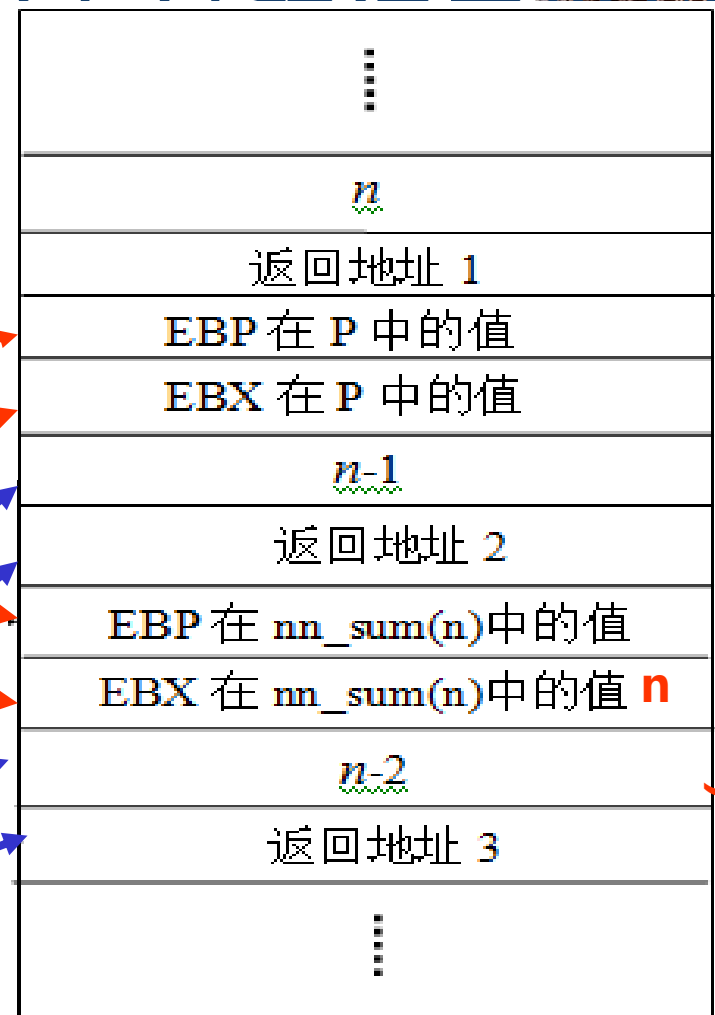 n
返回地址 1
EBP 在 P 中的值
EBX 在 P 中的值
n-1
返回地址 2
EBP 在 nn_sum(n)中的值
EBX 在 nn_sum(n)中的值 n
n-2
返回地址 3